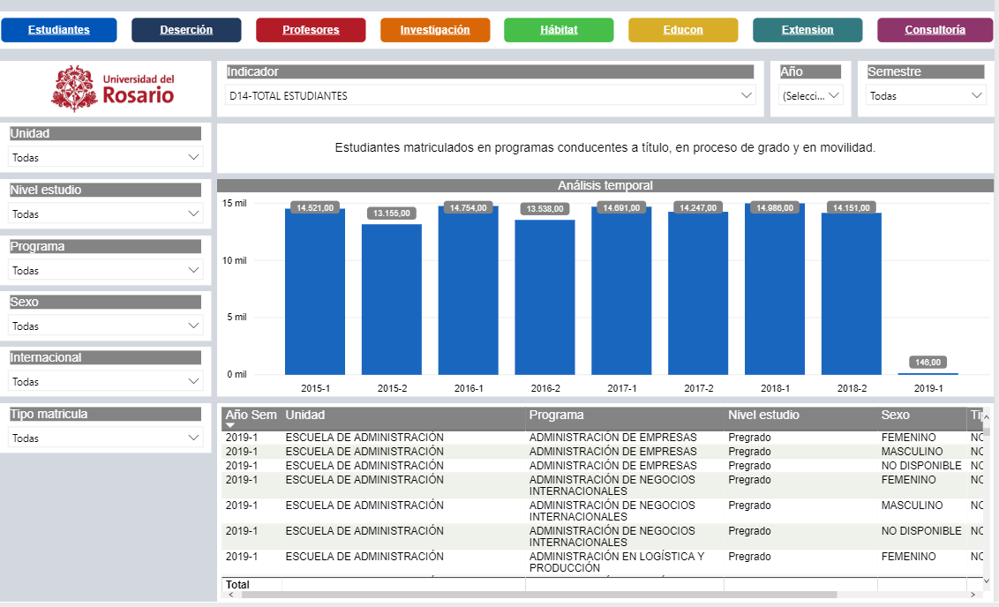 Estudiantes Deserción Profesores Investigación Hábitat Educon Extension Consultoría
Universidad del
Rosario
Indicador
D14-TOTAL ESTUDIANTES
Año
(Selecci...
Semestre
Todas
Unidad
Todas
Nivel estudio
Todas
Programa
Todas
Sexo
Todas
Internacional
Todas
Tipo matricula
Todas
Estudiantes matriculados en programas conducentes a título, en proceso de grado y en movilidad.
Análisis temporal
15 mil
10 mil
5 mil
0 mil
14.521,00 13.155,00 14.754,00 13.538,00 14.691,00 14.247,00 14.986,00 14.151,00 146,00
2015-1 2015-2 2016-1 2016-2 2017-1 2017-2 2018-1 2018-2 2019-1
Año Sem Unidad Programa Nivel estudio Sexo
2019-1 ESCUELA DE ADMINISTRACIÓN ADMINISTRACIÓN DE EMPRESAS Pregrado FEMENINO NO
2019-1 ESCUELA DE ADMINISTRACIÓN ADMINISTRACIÓN DE EMPRESAS Pregrado MASCULINO NO
2019-1 ESCUELA DE ADMINISTRACIÓN ADMINISTRACIÓN DE EMPRESAS Pregrado NO DISPONIBLE NO
2019-1 ESCUELA DE ADMINISTRACIÓN ADMINISTRACIÓN DE NEGOCIOS Pregrado FEMENINO NO
INTERNACIONALES
2019-1 ESCUELA DE ADMINISTRACIÓN ADMINISTRACIÓN DE NEGOCIOS Pregrado MASCULINO NO
INTERNACIONALES
2019-1 ESCUELA DE ADMINISTRACIÓN ADMINISTRACIÓN DE NEGOCIOS Pregrado NO DISPONIBLE NO
INTERNACIONALES
2019-1 ESCUELA DE ADMINISTRACIÓN ADMINISTRACIÓN EN LOGÍSTICA Y Pregrado FEMENINO NO
PRODUCCIÓN
Total